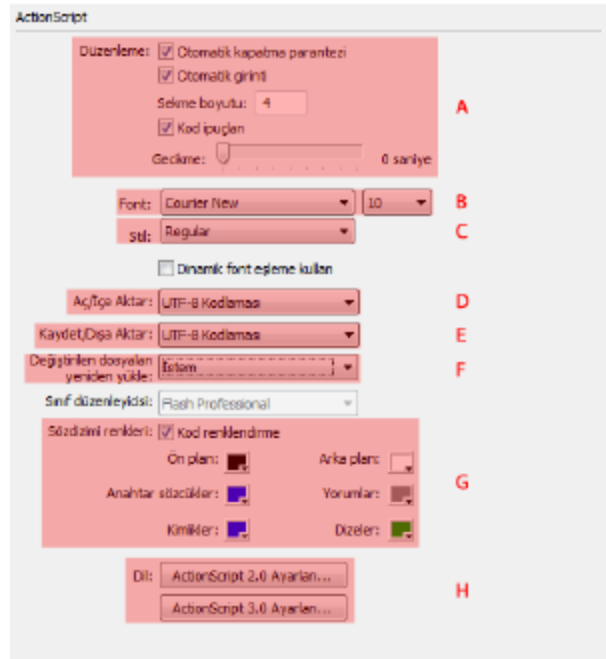 ActionScript
Düzenleme: Otomatik kapatma parantezi
Otomatik girinti
Sekme boyutu: 4
A
Kod ipuçları
Gecikme: 0 saniye
Font: Courier New 10 B
Stil: Regular C
Dinamik font eşleme kullan
Aç/İçe Aktar: UTF-8 Kodlaması D
Kaydet/Dışa Aktar: UTF-8 Kodlaması E
Değiştirilen dosyaları
yeniden yükle: İstem F
Sınıf düzenleyicisi: Flash Professional
Sözdizimi renkleri: Kod renklendirme
Ön plan: Arka plan:
G
Anahtar sözcükler: Yorumlar:
Kimlikler: Dizeler:
Dil: ActionScript 2.0 Ayarları...
H
ActionScript 3.0 Ayarları...